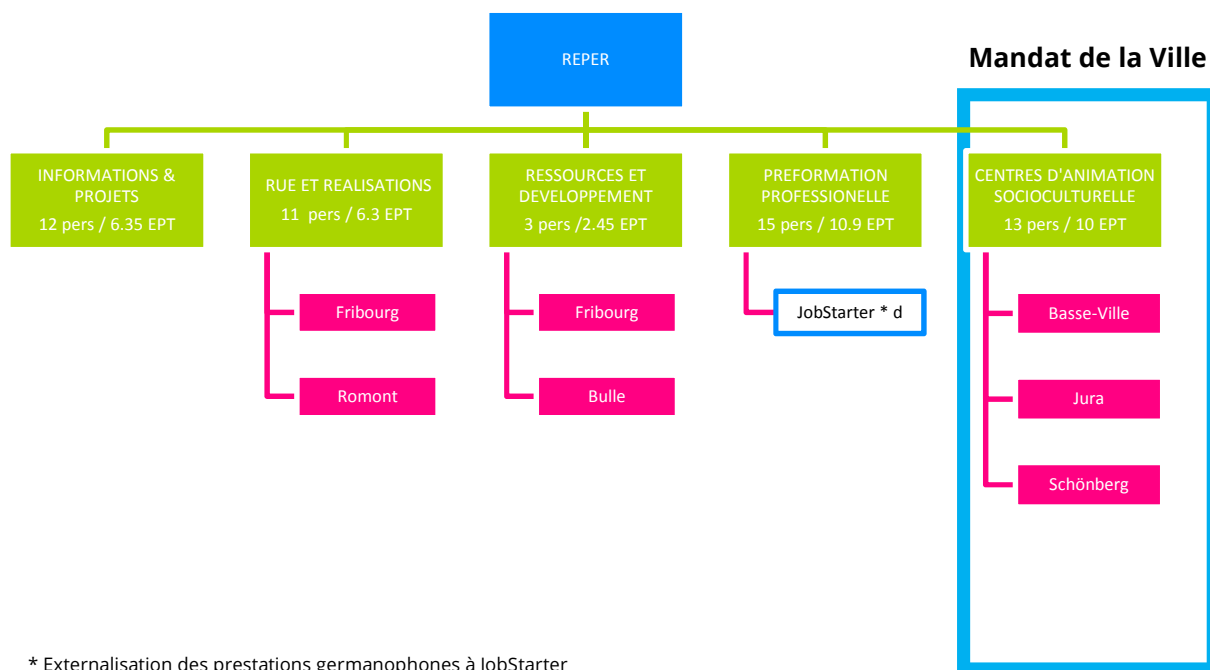 REPER
Mandat de la Ville
INFORMATIONS &
PROJETS
12 pers / 6.35 EPT
RUE ET REALISATIONS
11 pers / 6.3 EPT
RESSOURCES ET
DEVELOPPEMENT
3 pers /2.45 EPT
PREFORMATION
PROFESSIONELLE
15 pers / 10.9 EPT
CENTRES D'ANIMATION
SOCIOCULTURELLE
13 pers / 10 EPT
Fribourg
Romont
Fribourg
Bulle
JobStarter * d
Basse-Ville
Jura
Schönberg
* Externalisation des prestations germanophones à JobStarter